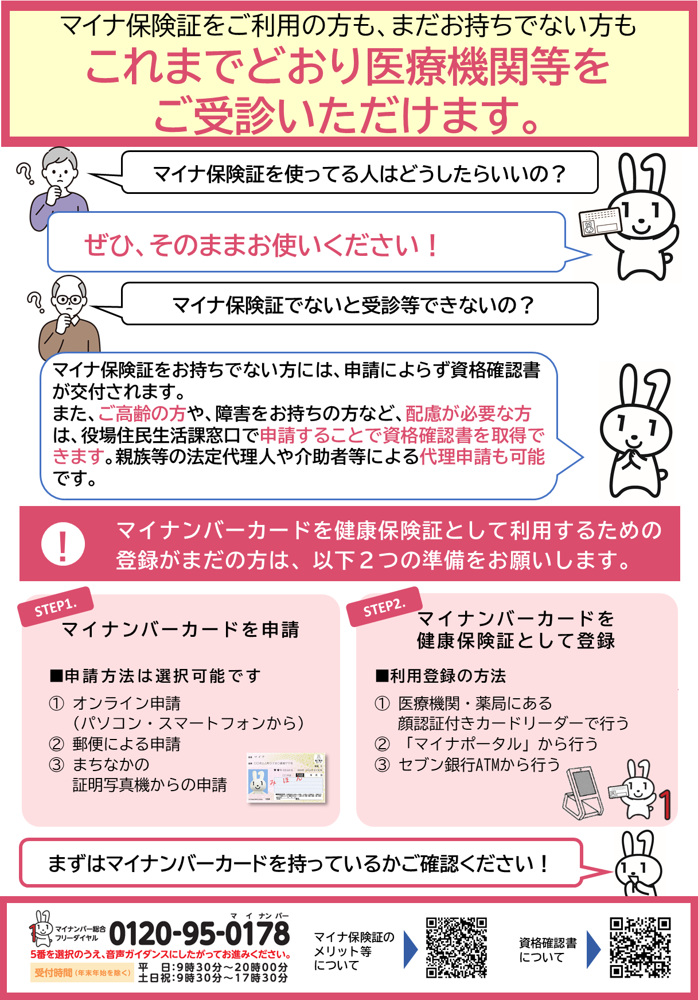 マイナ保険証をご利用の方も、まだお持ちでない方も
これまでどおり医療機関等を
ご受診いただけます。
マイナ保険証を使ってる人はどうしたらいいの？
ぜひ、そのままお使いください！
マイナ保険証でないと受診等できないの？
マイナ保険証をお持ちでない方には、申請によらず資格確認書
が交付されます。
また、ご高齢の方や、障害をお持ちの方など、配慮が必要な方
は、役場住民生活課窓口で申請することで資格確認書を取得で
きます。親族等の法定代理人や介助者等による代理申請も可能
です。
！
マイナンバーカードを健康保険証として利用するための
登録がまだの方は、以下２つの準備をお願いします。
STEP1.
マイナンバーカードを申請
■申請方法は選択可能です
① オンライン申請
（パソコン・スマートフォンから）
② 郵便による申請
③ まちなかの
証明写真機からの申請
みほん
STEP2.
マイナンバーカードを
健康保険証として登録
■利用登録の方法
① 医療機関・薬局にある
顔認証付きカードリーダーで行う
② 「マイナポータル」から行う
③ セブン銀行ATMから行う
まずはマイナンバーカードを持っているかご確認ください！
マイナンバー総合
フリーダイヤル
マイナンバー
0120-95-0178
5番を選択のうえ、音声ガイダンスにしたがってお進みください。
受付時間（年末年始を除く）
平　日：9時30分～20時00分
土日祝：9時30分～17時30分
マイナ保険証の
メリット等
について
資格確認書
について